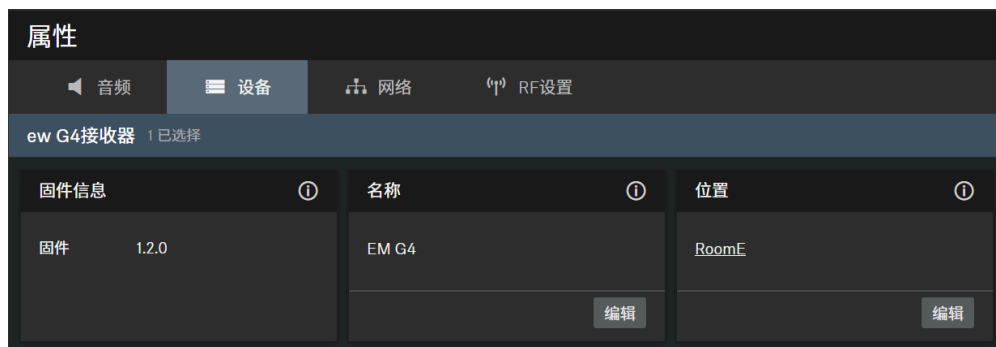 属性
音频 设备 网络 RF设置
ew G4接收器 1 已选择
固件信息 名称 位置
固件 1.2.0 EM G4 RoomE
编辑 编辑